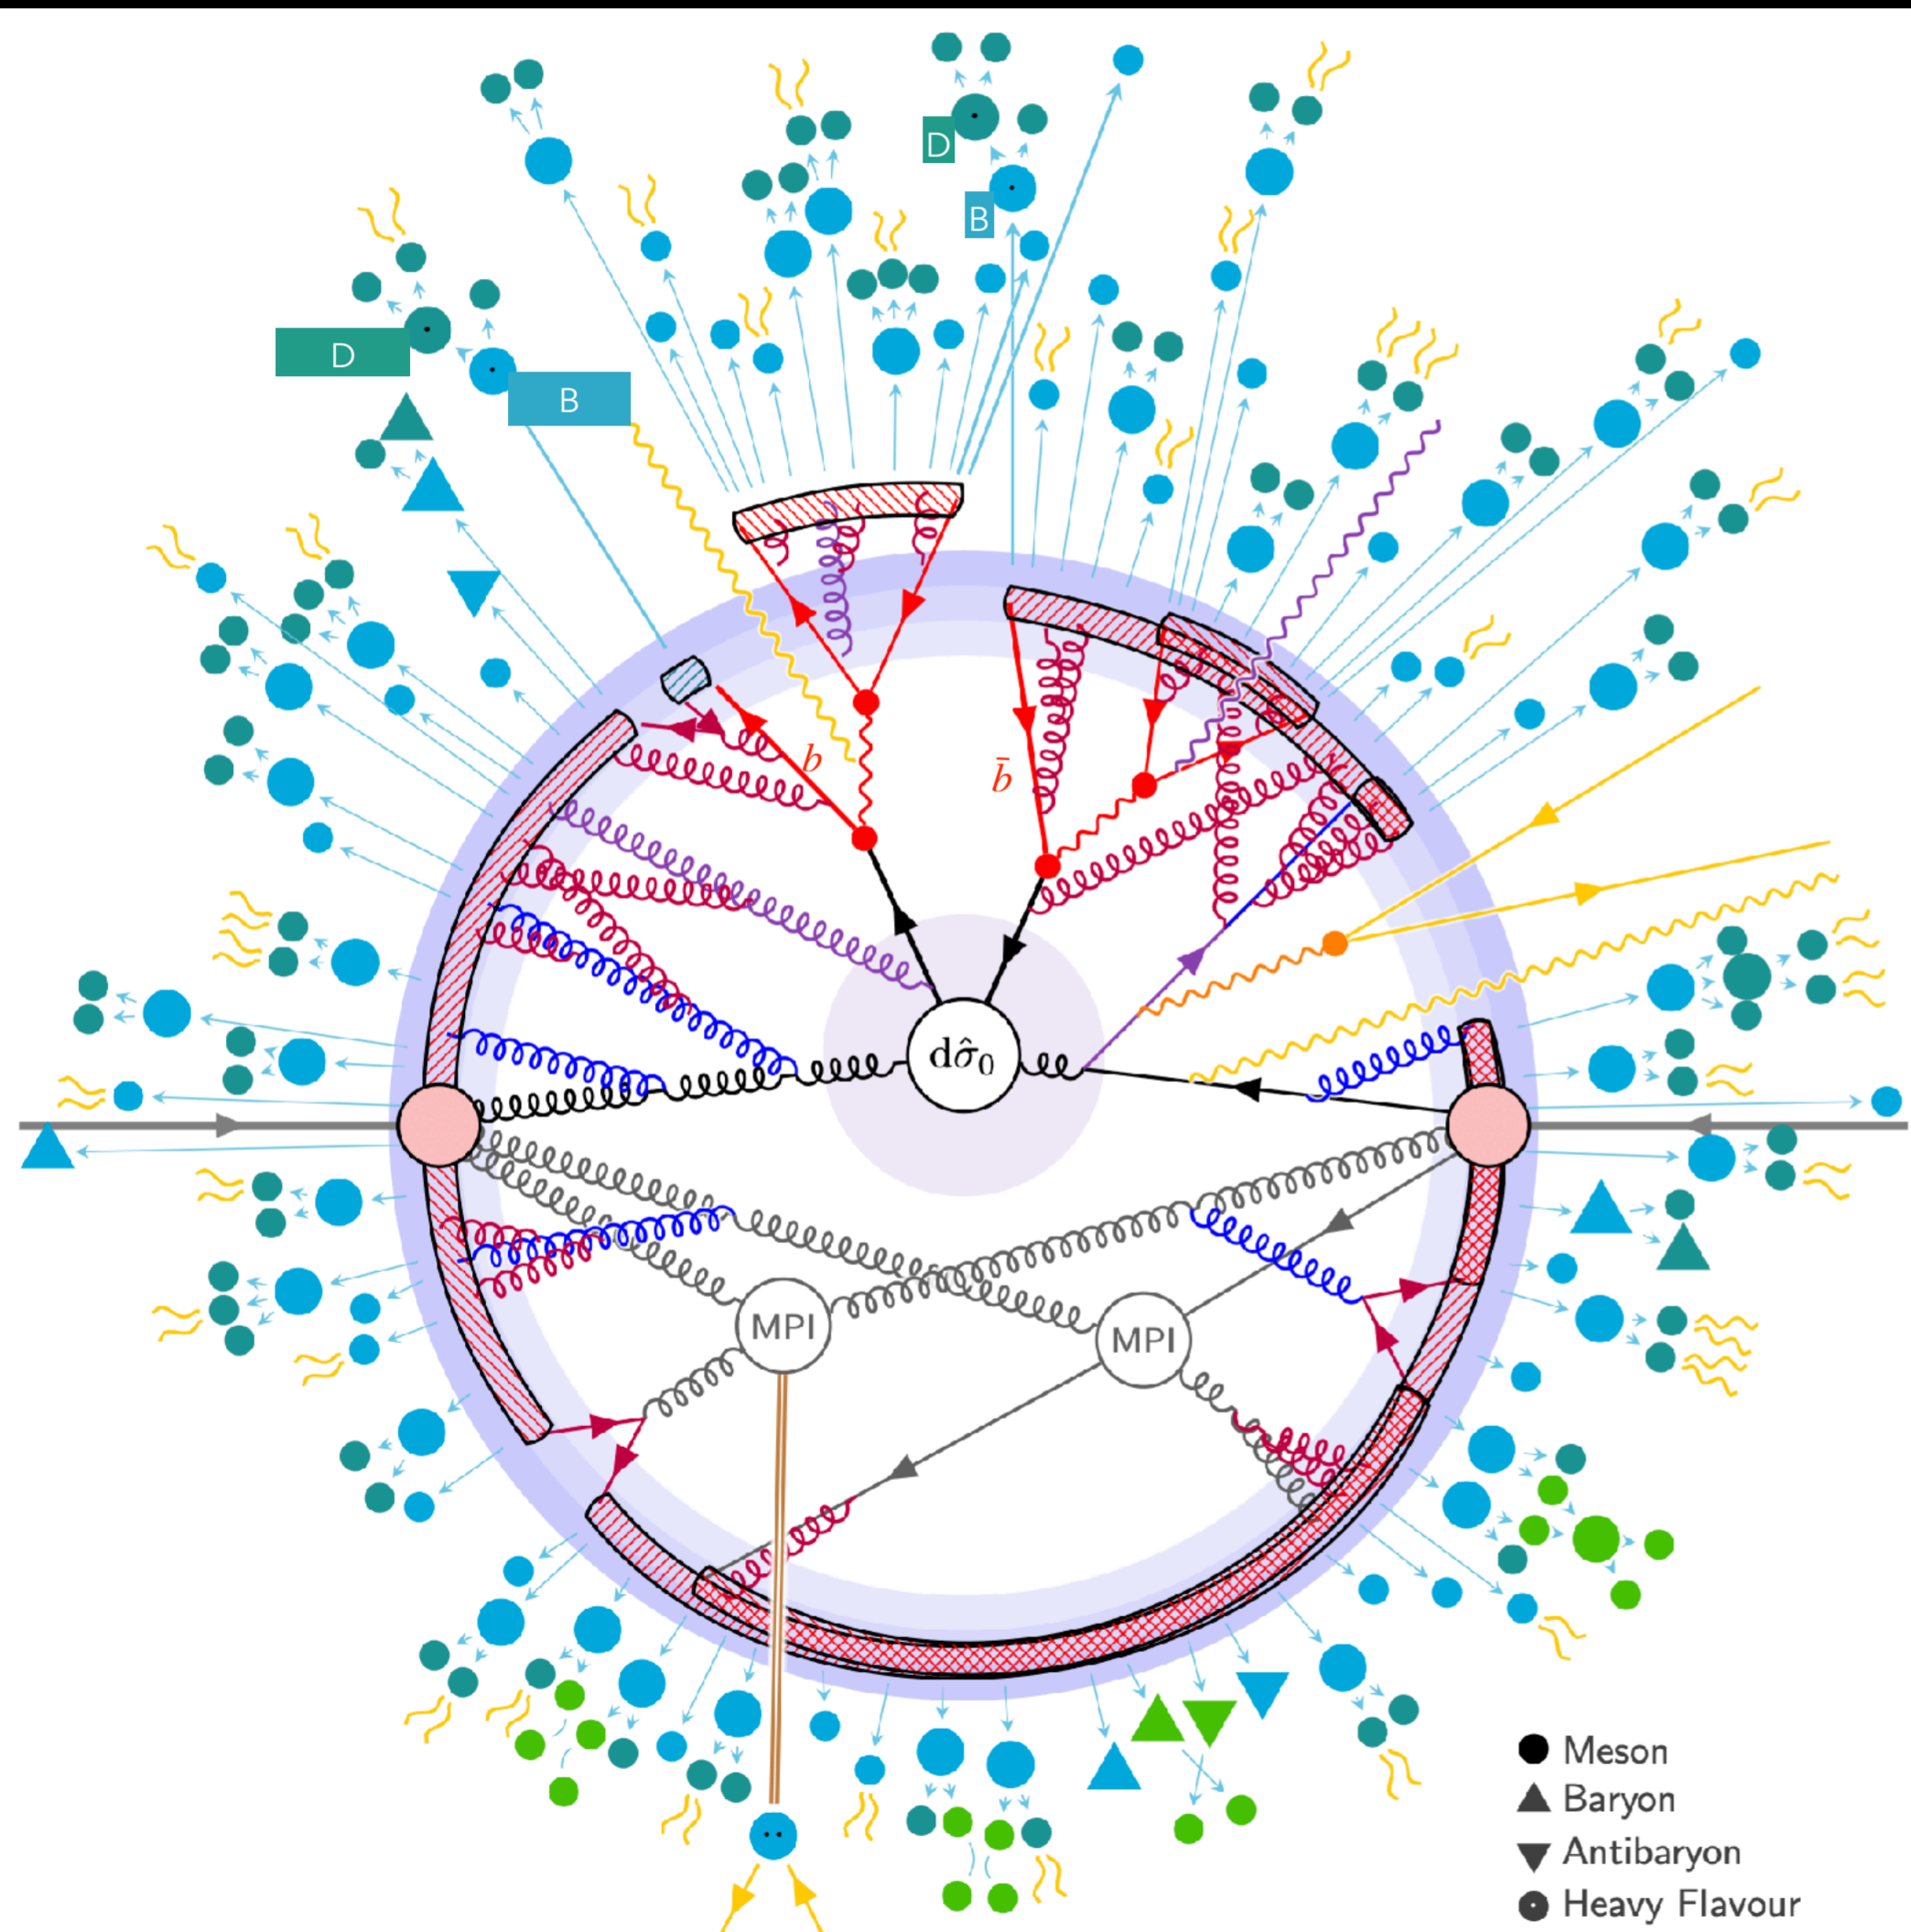 D
B
D
B
b
b̄
dσ̂₀
MPI
MPI
Meson
Baryon
Antibaryon
Heavy Flavour